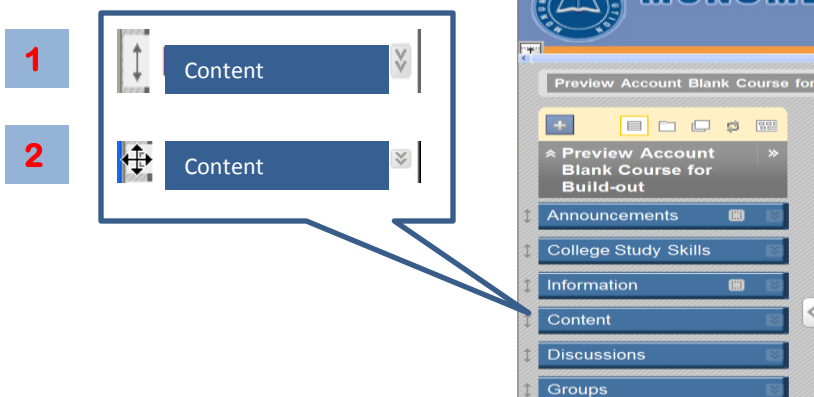 1
Content
2
Content
Preview Account Blank Course for
Preview Account
Blank Course for
Build-out
Announcements
College Study Skills
Information
Content
Discussions
Groups